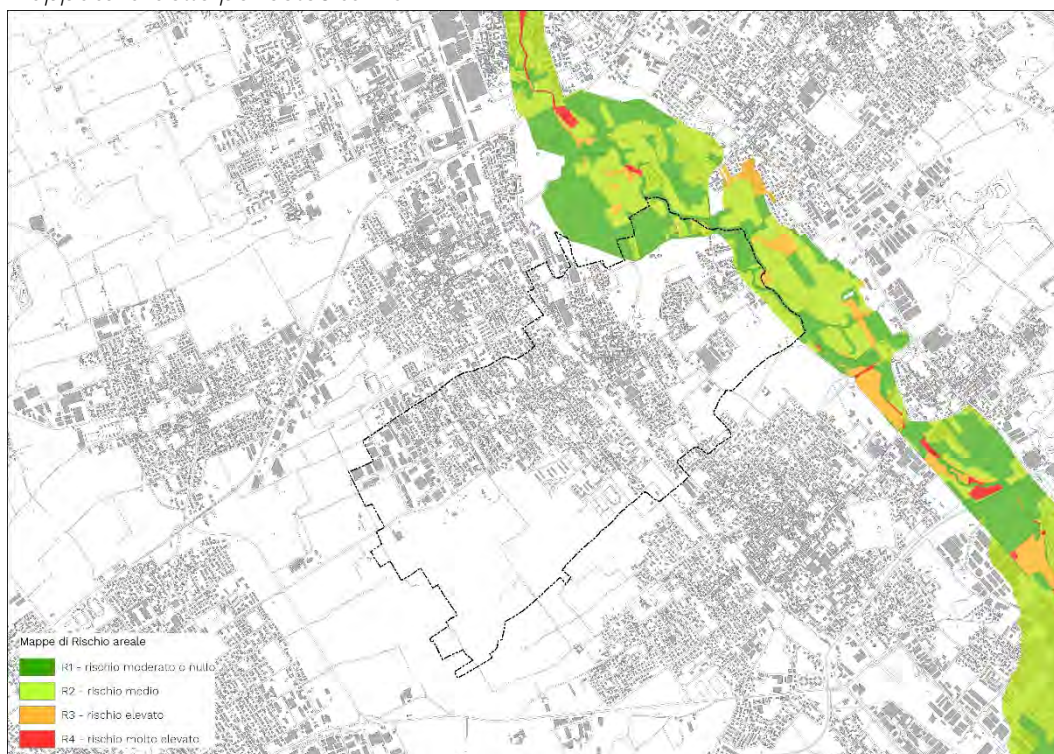 Mappe di Rischio areale
R1 - rischio moderato o nullo
R2 - rischio medio
R3 - rischio elevato
R4 - rischio molto elevato